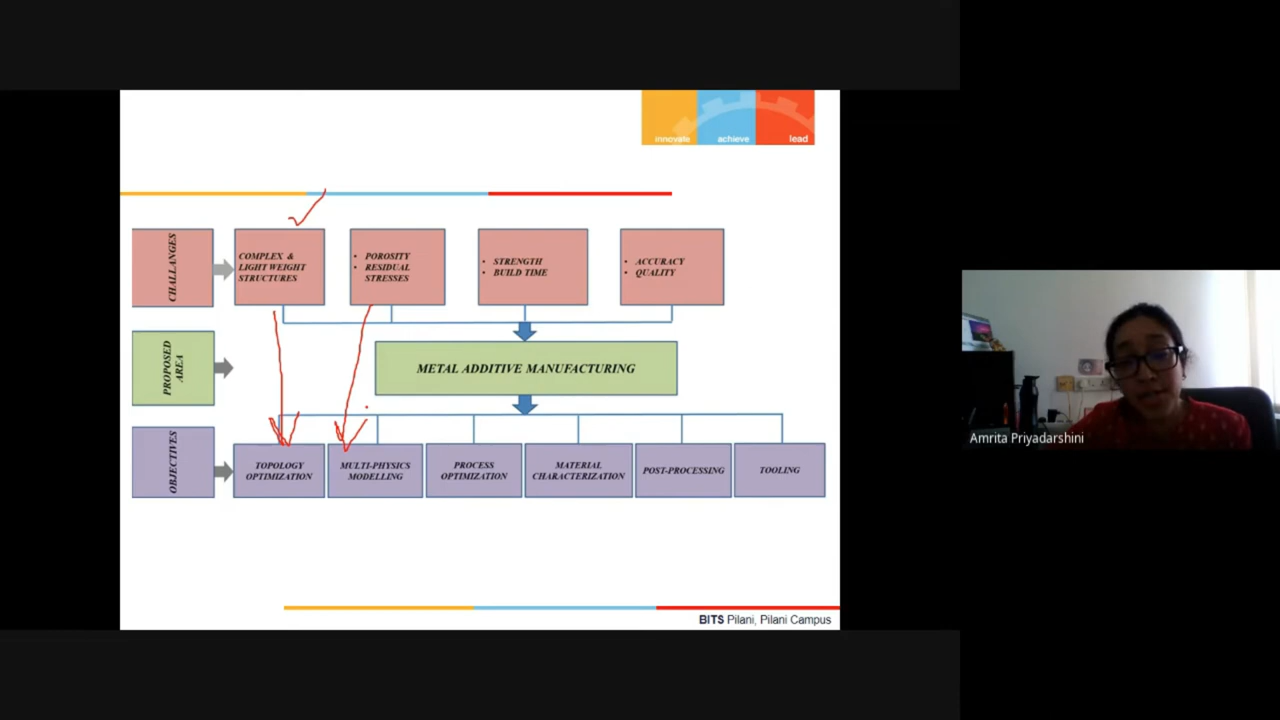 innovate achieve lead
CHALLANGES
COMPLEX &
LIGHT WEIGHT
STRUCTURES
• POROSITY
• RESIDUAL
STRESSES
• STRENGTH
• BUILD TIME
• ACCURACY
• QUALITY
PROPOSED
AREA
METAL ADDITIVE MANUFACTURING
Amrita Priyadarshini
OBJECTIVES
TOPOLOGY
OPTIMIZATION
MULTI-PHYSICS
MODELLING
PROCESS
OPTIMIZATION
MATERIAL
CHARACTERIZATION
POST-PROCESSING
TOOLING
BITS Pilani, Pilani Campus